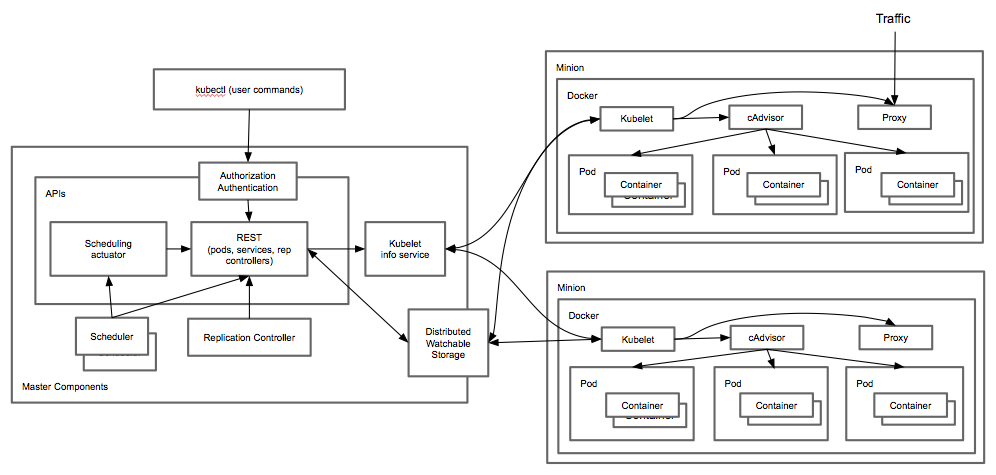 Traffic
kubectl (user commands)
Authorization
Authentication
APIs
Scheduling
actuator
REST
(pods, services, rep
controllers)
Kubelet
info service
Scheduler
Replication Controller
Distributed
Watchable
Storage
Master Components
Minion
Docker
Kubelet
cAdvisor
Proxy
Pod
Container
Container
Pod
Container
Pod
Container
Minion
Docker
Kubelet
cAdvisor
Proxy
Pod
Container
Container
Pod
Container
Pod
Container